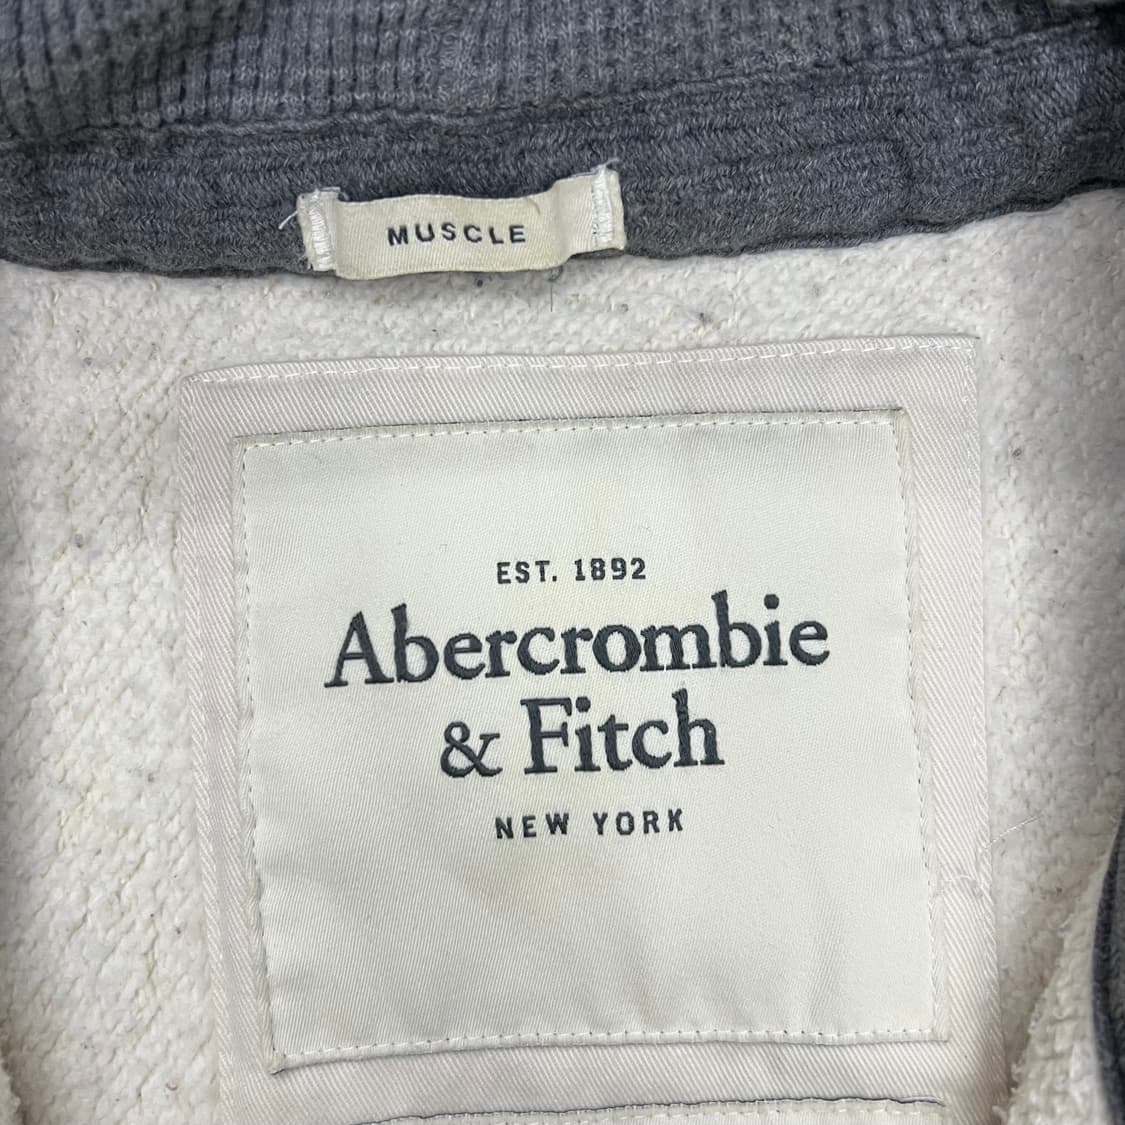 MUSCLE
EST. 1892
Abercrombie
& Fitch
NEW YORK